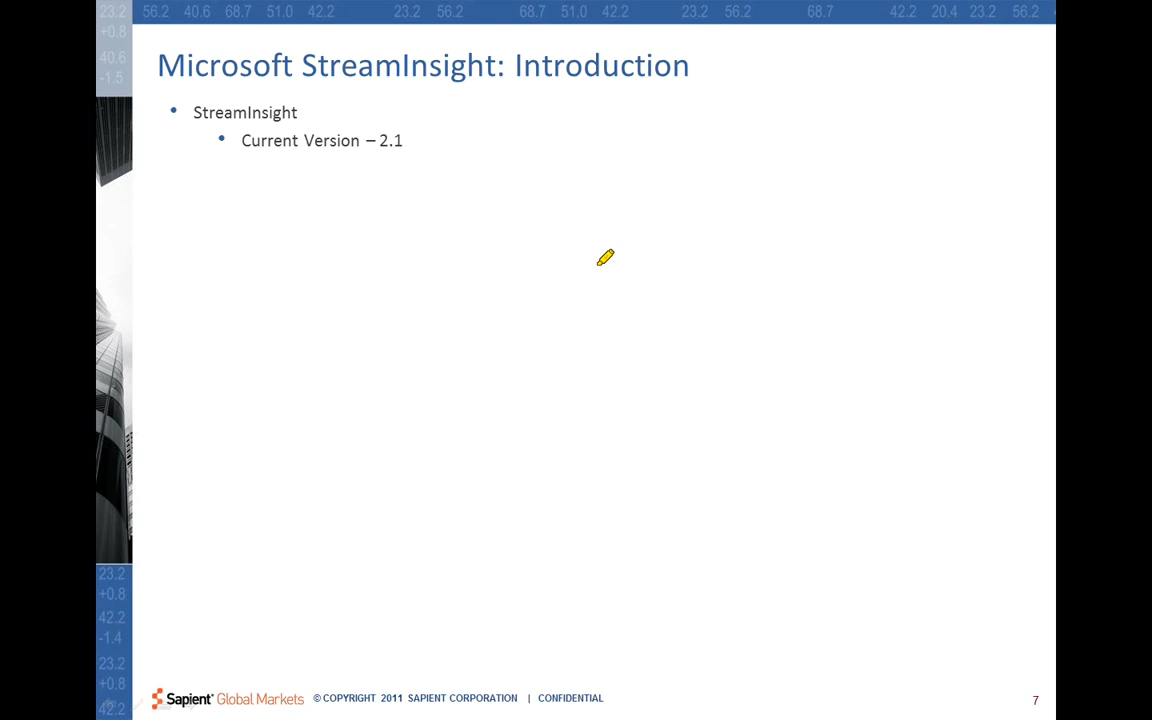 23.2 56.2 40.6 68.7 51.0 42.2 23.2 56.2 68.7 51.0 42.2 23.2 56.2 68.7 42.2 20.4 23.2 56.2
+0.8
40.6
-1.5
Microsoft StreamInsight: Introduction
• StreamInsight
• Current Version – 2.1
23.2
+0.8
42.2
-1.4
23.2
+0.8
42.2
Sapient Global Markets © COPYRIGHT 2011 SAPIENT CORPORATION | CONFIDENTIAL 7